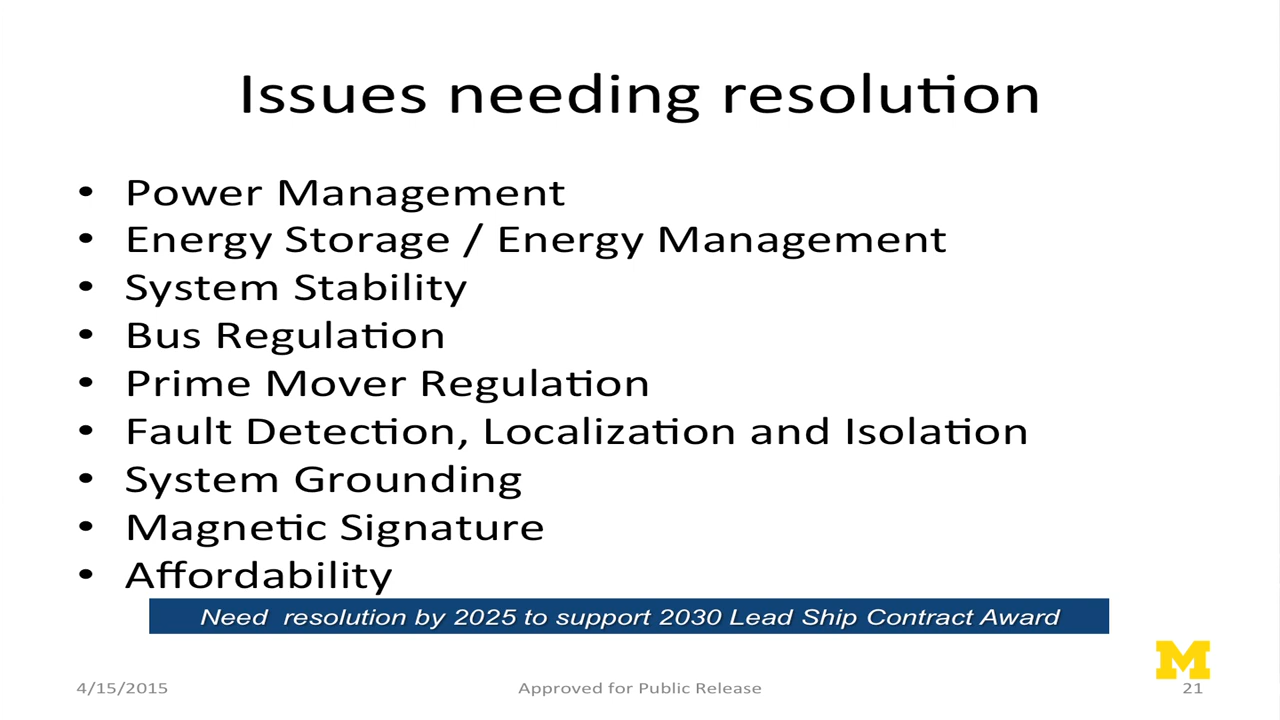 Issues needing resolution
• Power Management
• Energy Storage / Energy Management
• System Stability
• Bus Regulation
• Prime Mover Regulation
• Fault Detection, Localization and Isolation
• System Grounding
• Magnetic Signature
• Affordability
Need resolution by 2025 to support 2030 Lead Ship Contract Award
M
4/15/2015
Approved for Public Release
21